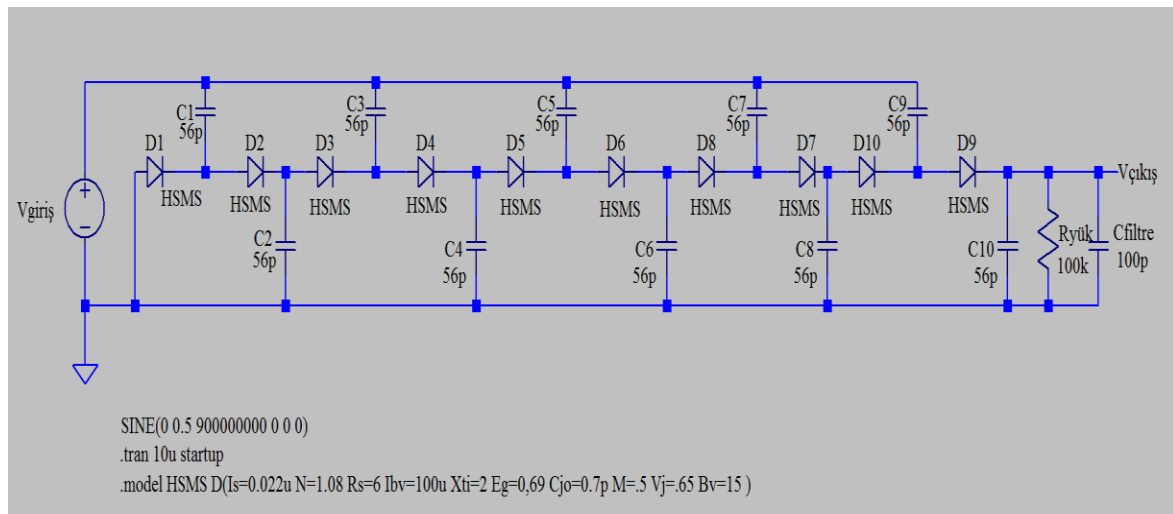 C1
56p
C3
56p
C5
56p
C7
56p
C9
56p
D1
D2
D3
D4
D5
D6
D8
D7
D10
D9
HSMS
HSMS
HSMS
HSMS
HSMS
HSMS
HSMS
HSMS
HSMS
HSMS
Vçıkış
Vgiriş
C2
56p
C4
56p
C6
56p
C8
56p
C10
56p
Ryük
100k
Cfiltre
100p
SINE(0 0.5 900000000 0 0 0)
.tran 10u startup
.model HSMS D(Is=0.022u N=1.08 Rs=6 Ibv=100u Xti=2 Eg=0,69 Cjo=0.7p M=.5 Vj=.65 Bv=15 )